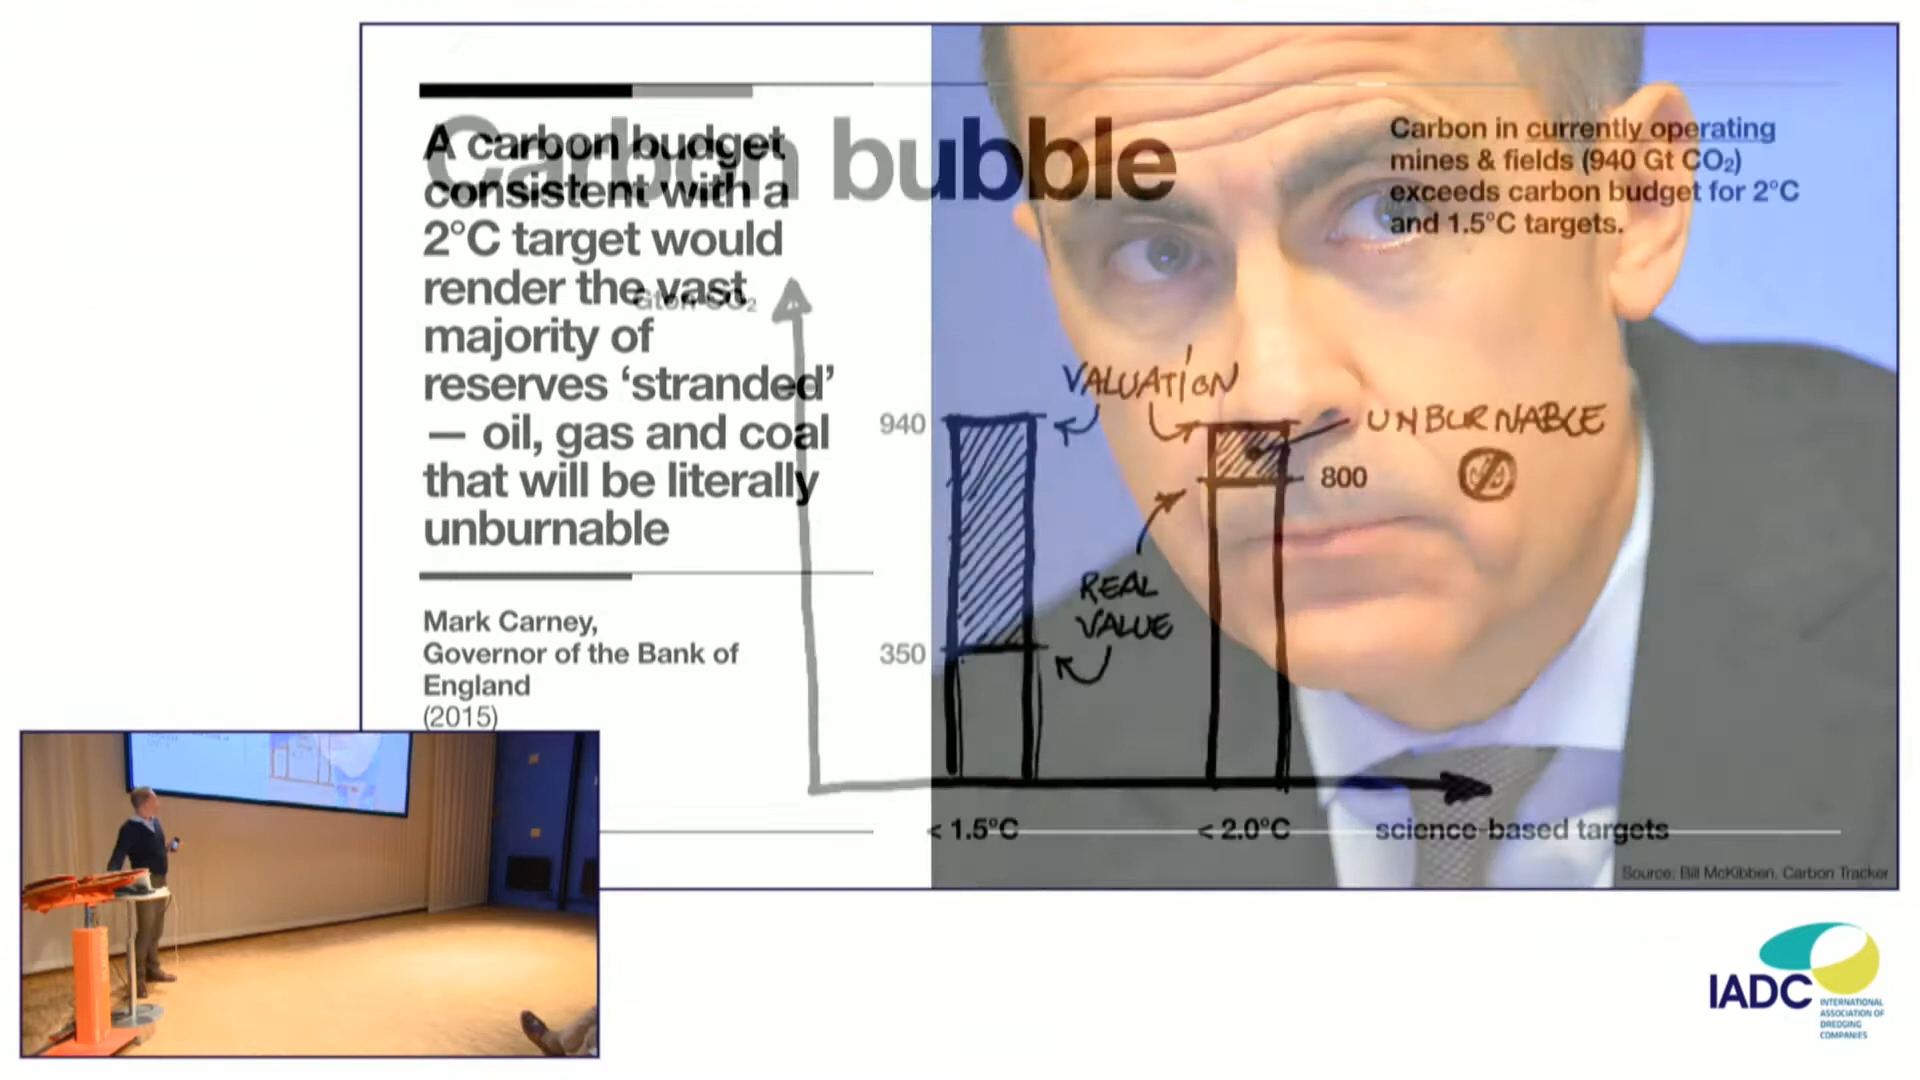 A carbon budget
consistent with a
2°C target would
render the vast
majority of
reserves ‘stranded’
— oil, gas and coal
that will be literally
unburnable
Mark Carney,
Governor of the Bank of
England
(2015)
Carbon bubble
Carbon in currently operating
mines & fields (940 Gt CO₂)
exceeds carbon budget for 2°C
and 1.5°C targets.
Gton CO₂
VALUATION
940
UNBURNABLE
800
REAL
VALUE
350
< 1.5°C
< 2.0°C
science-based targets
Source: Bill McKibben, Carbon Tracker
IADC
INTERNATIONAL
ASSOCIATION OF
DREDGING
COMPANIES